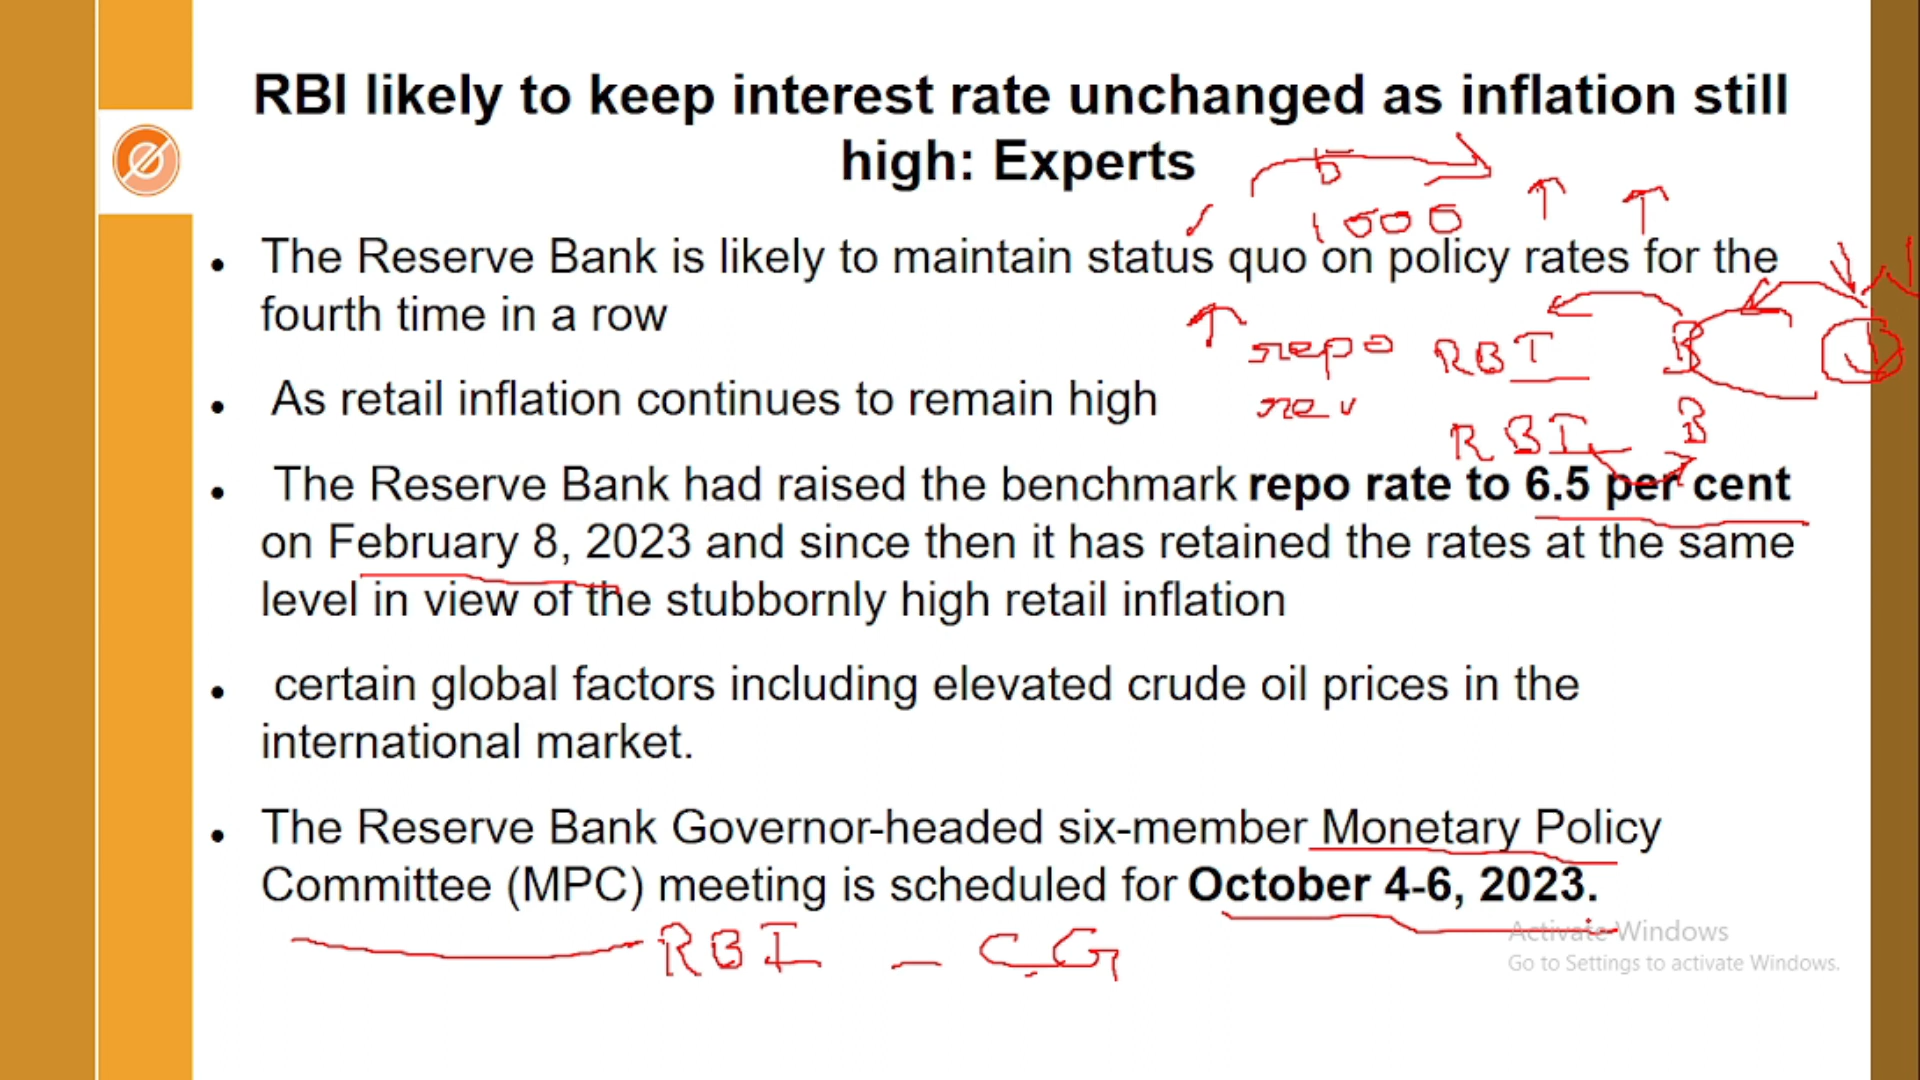 RBI likely to keep interest rate unchanged as inflation still
high: Experts
5
1000
• The Reserve Bank is likely to maintain status quo on policy rates for the
fourth time in a row
repo RBI B
• As retail inflation continues to remain high
rev RBI B
• The Reserve Bank had raised the benchmark repo rate to 6.5 per cent
on February 8, 2023 and since then it has retained the rates at the same
level in view of the stubbornly high retail inflation
• certain global factors including elevated crude oil prices in the
international market.
• The Reserve Bank Governor-headed six-member Monetary Policy
Committee (MPC) meeting is scheduled for October 4-6, 2023.
RBI - CG
Activate Windows
Go to Settings to activate Windows.